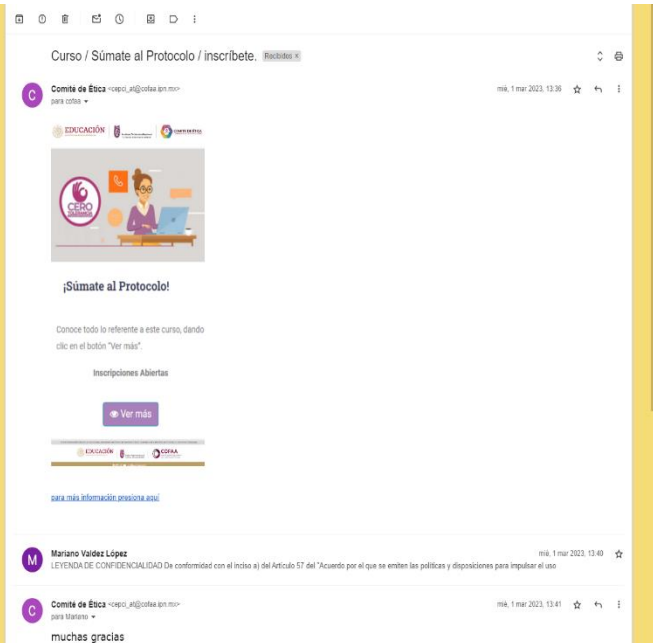 Curso / Súmate al Protocolo / inscríbete. Recibidos ×
Comité de Ética <cepci_at@cofaa.ipn.mx> mié, 1 mar 2023, 13:36
para cofaa
EDUCACIÓN
CERO
¡Súmate al Protocolo!
Conoce todo lo referente a este curso, dando
clic en el botón "Ver más".
Inscripciones Abiertas
Ver más
EDUCACIÓN COFAA
para más información presiona aquí
Mariano Valdez López mié, 1 mar 2023, 13:40
LEYENDA DE CONFIDENCIALIDAD De conformidad con el inciso a) del Artículo 57 del "Acuerdo por el que se emiten las políticas y disposiciones para impulsar el uso
Comité de Ética <cepci_at@cofaa.ipn.mx> mié, 1 mar 2023, 13:41
para Mariano
muchas gracias
C
M
C